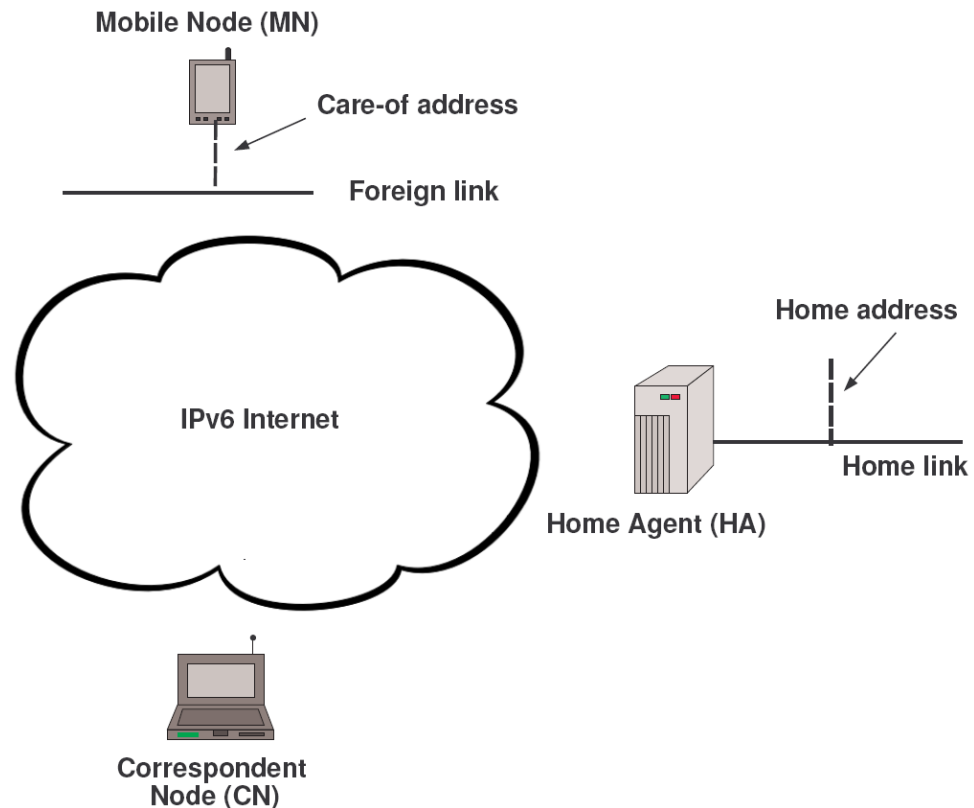 Mobile Node (MN)
Care-of address
Foreign link
Home address
IPv6 Internet
Home link
Home Agent (HA)
Correspondent
Node (CN)